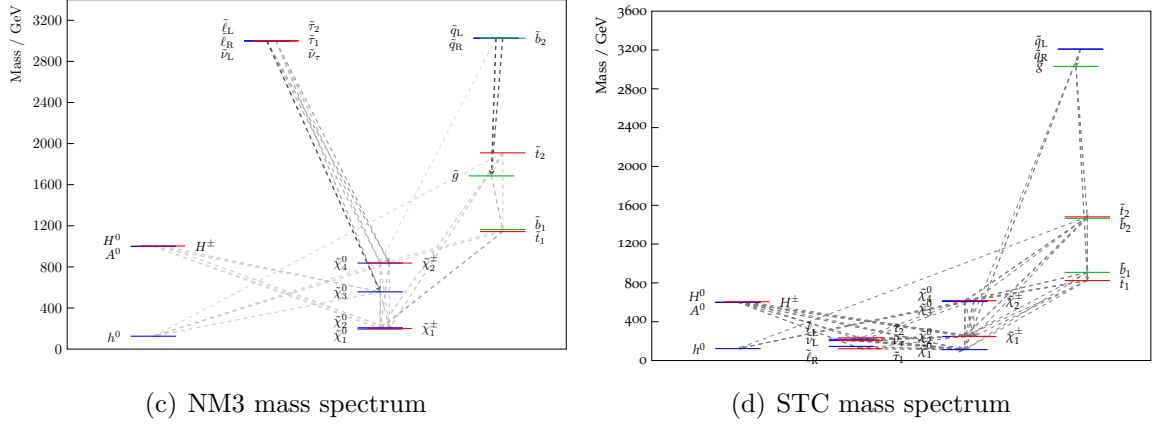 Mass / GeV
3200
2800
2400
2000
1600
1200
800
400
0
ℓ̃L τ̃2
ℓ̃R τ̃1
ν̃L ν̃τ
q̃L b̃2
q̃R
t̃2
g̃
b̃1
t̃1
H⁰ H±
A⁰
χ̃⁰4 χ̃±2
χ̃⁰3
χ̃⁰2
χ̃⁰1 χ̃±1
h⁰
(c) NM3 mass spectrum
Mass / GeV
3600
3200
2800
2400
2000
1600
1200
800
400
0
q̃L
q̃R
g̃
t̃2
b̃2
b̃1
t̃1
H⁰ H±
A⁰
χ̃⁰4
χ̃⁰3 χ̃±2
ℓ̃L τ̃2
ν̃L χ̃⁰2 χ̃±1
ℓ̃R τ̃1 χ̃⁰1
h⁰
(d) STC mass spectrum